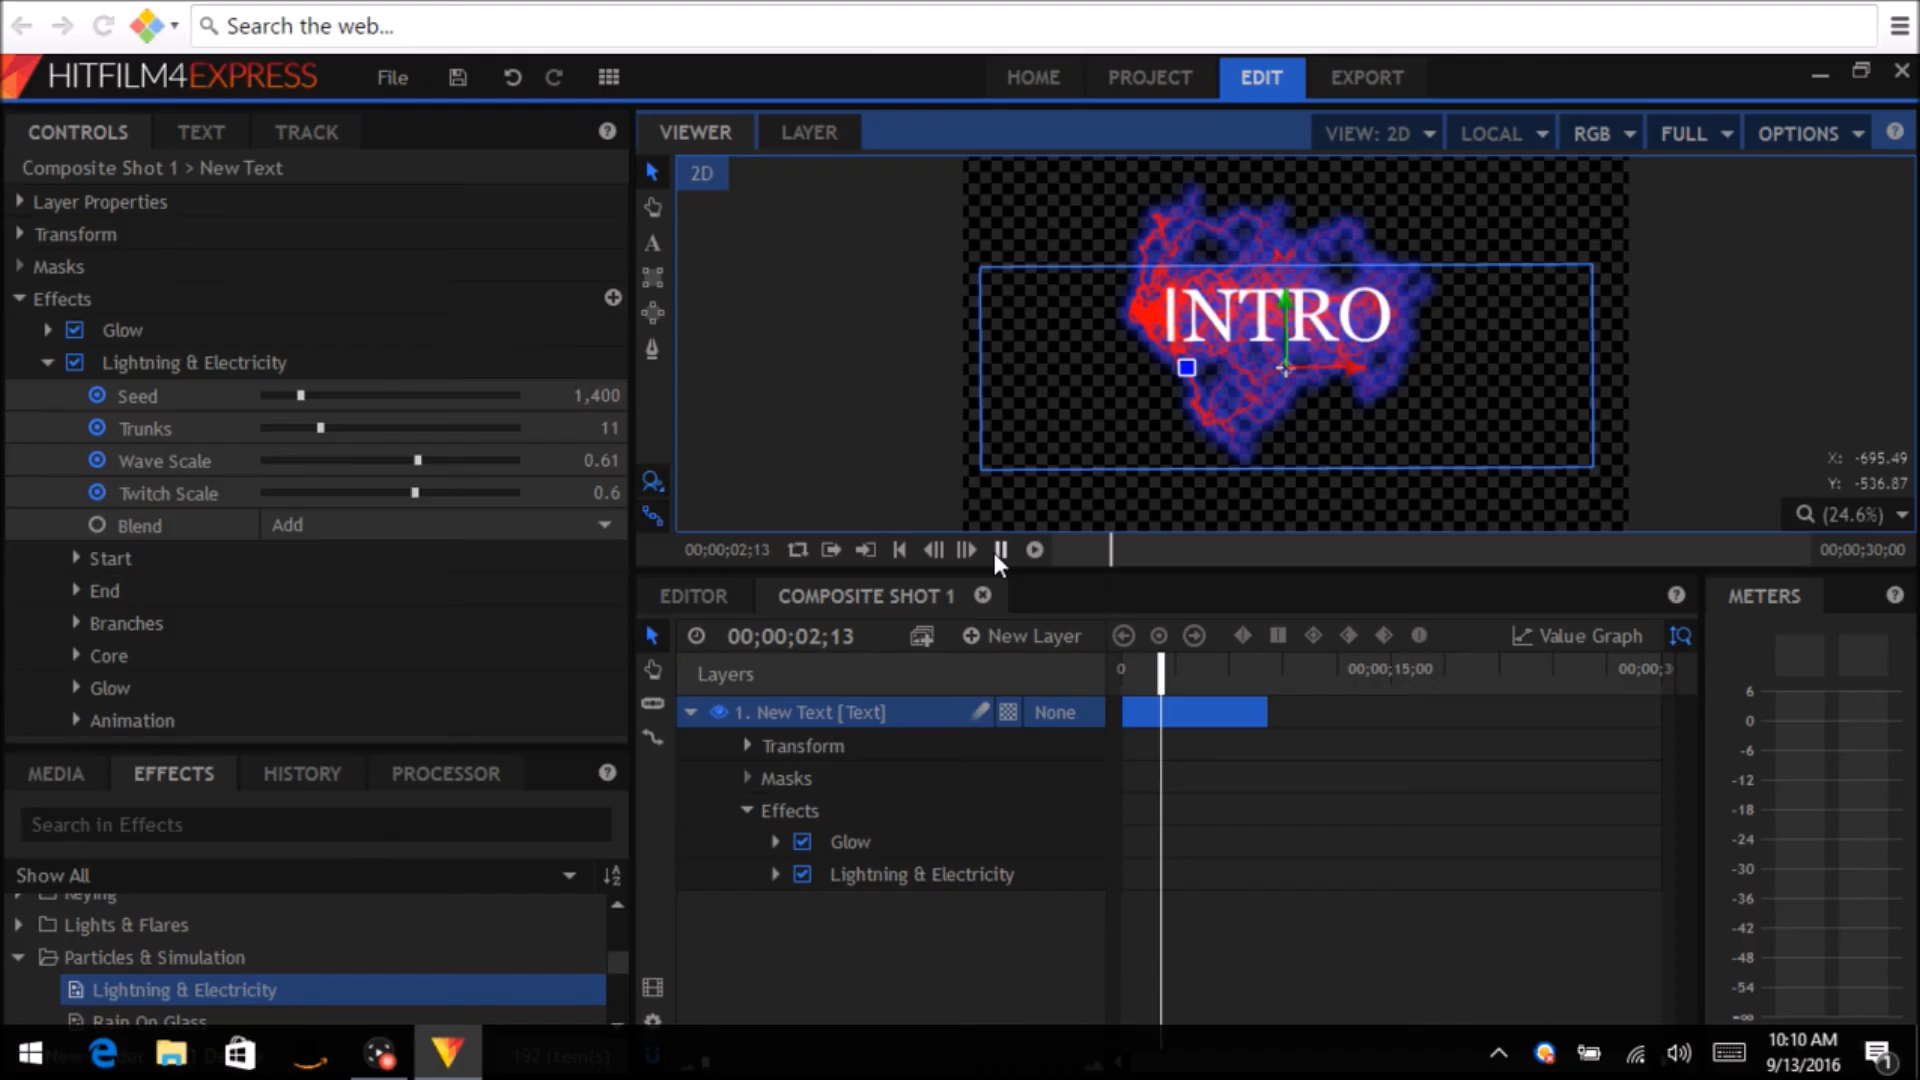 Search the web...
HITFILM4EXPRESS File HOME PROJECT EDIT EXPORT
CONTROLS TEXT TRACK
Composite Shot 1 > New Text
Layer Properties
Transform
Masks
Effects
Glow
Lightning & Electricity
Seed 1,400
Trunks 11
Wave Scale 0.61
Twitch Scale 0.6
Blend Add
Start
End
Branches
Core
Glow
Animation
VIEWER LAYER VIEW: 2D LOCAL RGB FULL OPTIONS
2D
INTRO
X: -695.49
Y: -536.87
(24.6%)
00;00;02;13 00;00;30;00
EDITOR COMPOSITE SHOT 1
00;00;02;13 New Layer Value Graph
Layers 0 00;00;15;00 00;00;3
1. New Text [Text] None
Transform
Masks
Effects
Glow
Lightning & Electricity
METERS
6
0
-6
-12
-18
-24
-30
-36
-42
-48
-54
-∞
MEDIA EFFECTS HISTORY PROCESSOR
Search in Effects
Show All
Keying
Lights & Flares
Particles & Simulation
Lightning & Electricity
Rain On Glass
192 Item(s)
10:10 AM
9/13/2016
1